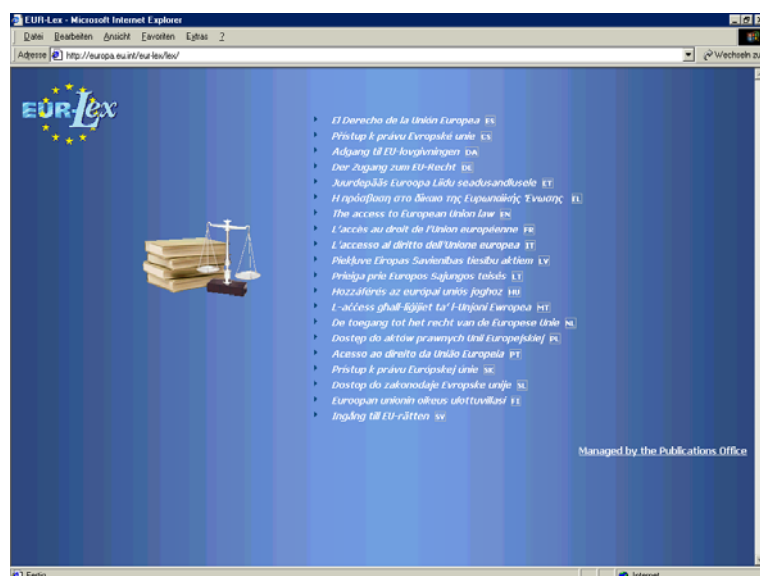 EUR-Lex - Microsoft Internet Explorer
Datei Bearbeiten Ansicht Favoriten Extras ?
Adresse http://europa.eu.int/eur-lex/lex/ Wechseln zu
EUR-Lex
El Derecho de la Unión Europea ES
Přístup k právu Evropské unie CS
Adgang til EU-lovgivningen DA
Der Zugang zum EU-Recht DE
Juurdepääs Euroopa Liidu seadusandlusele ET
Η πρόσβαση στο δίκαιο της Ευρωπαϊκής Ένωσης EL
The access to European Union law EN
L'accès au droit de l'Union européenne FR
L'accesso al diritto dell'Unione europea IT
Piekļuve Eiropas Savienības tiesību aktiem LV
Prieiga prie Europos Sąjungos teisės LT
Hozzáférés az európai uniós joghoz HU
L-aċċess għall-liġijiet ta' l-Unjoni Ewropea MT
De toegang tot het recht van de Europese Unie NL
Dostęp do aktów prawnych Unii Europejskiej PL
Acesso ao direito da União Europeia PT
Prístup k právu Európskej únie SK
Dostop do zakonodaje Evropske unije SL
Euroopan unionin oikeus ulottuvillasi FI
Ingång till EU-rätten SV
Managed by the Publications Office
Fertig Internet